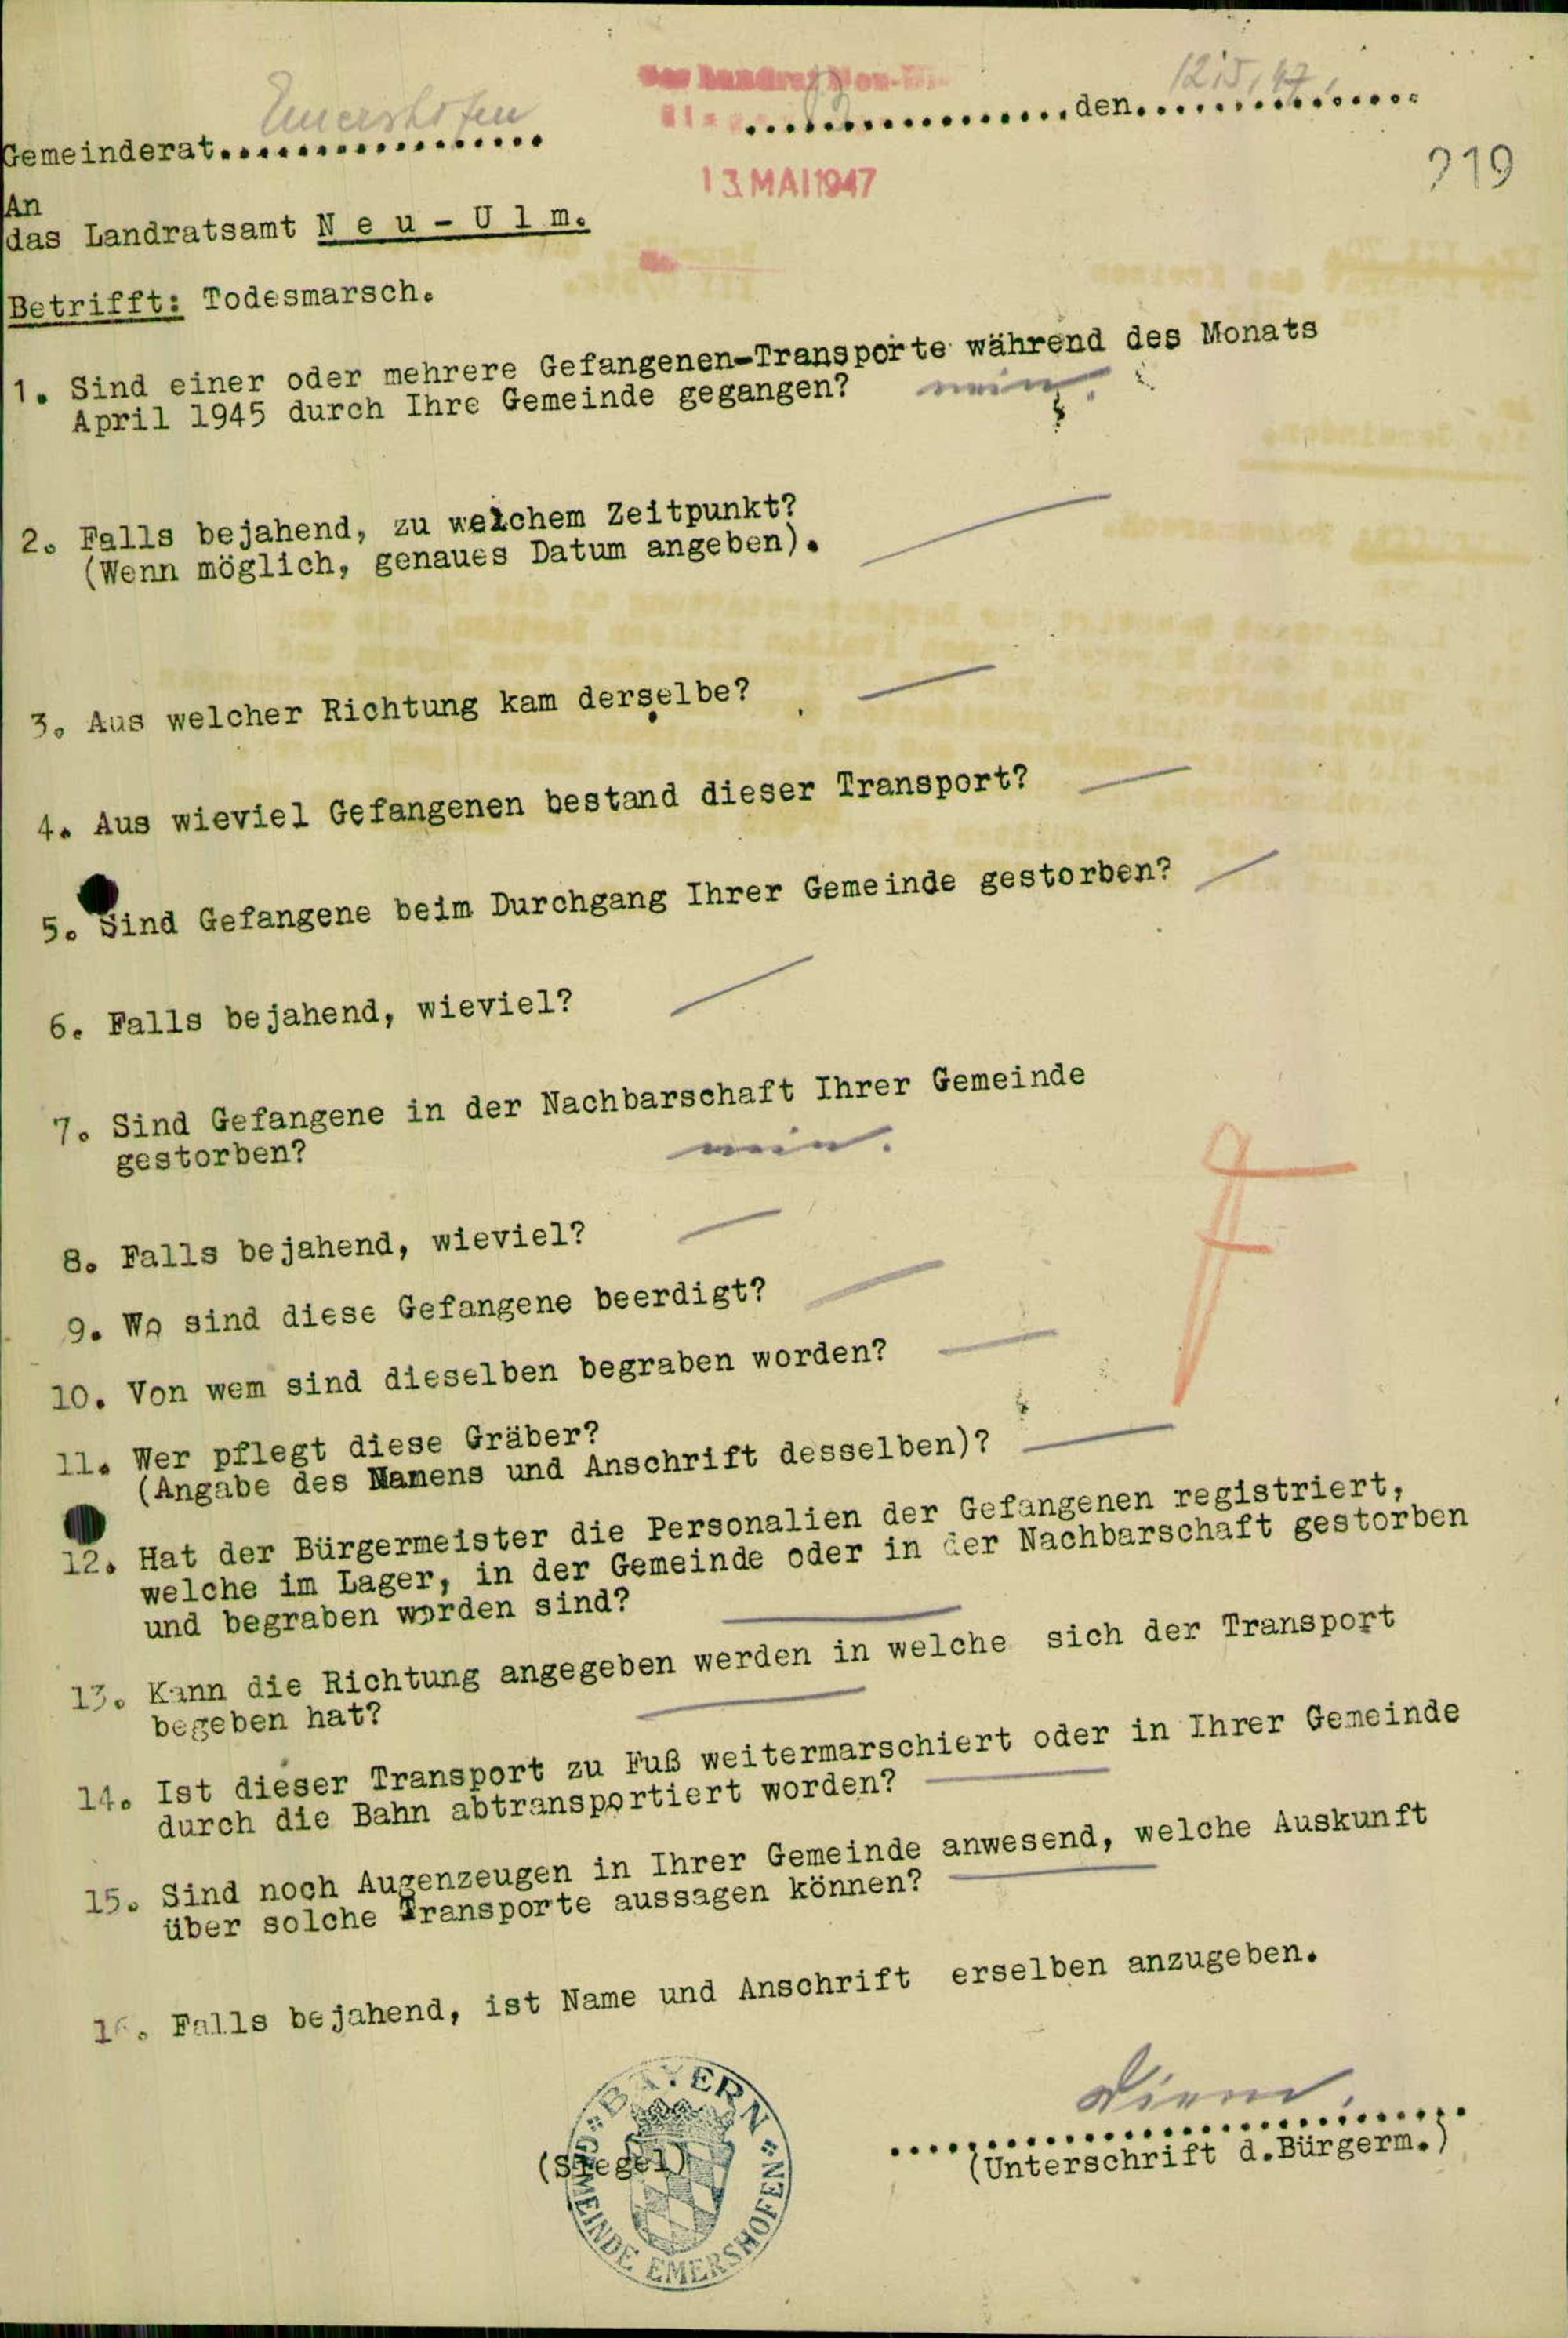 Emershofen
12.5.47.
Gemeinderat.................. ..................den...............
219
13. MAI 1947
An
das Landratsamt N e u - U l m.
Betrifft: Todesmarsch.
1. Sind einer oder mehrere Gefangenen-Transporte während des Monats
April 1945 durch Ihre Gemeinde gegangen? nein.
2. Falls bejahend, zu welchem Zeitpunkt?
(Wenn möglich, genaues Datum angeben).
3. Aus welcher Richtung kam derselbe?
4. Aus wieviel Gefangenen bestand dieser Transport?
5. Sind Gefangene beim Durchgang Ihrer Gemeinde gestorben?
6. Falls bejahend, wieviel?
7. Sind Gefangene in der Nachbarschaft Ihrer Gemeinde
gestorben? nein.
8. Falls bejahend, wieviel?
9. Wo sind diese Gefangene beerdigt?
10. Von wem sind dieselben begraben worden?
11. Wer pflegt diese Gräber?
(Angabe des Namens und Anschrift desselben)?
12. Hat der Bürgermeister die Personalien der Gefangenen registriert,
welche im Lager, in der Gemeinde oder in der Nachbarschaft gestorben
und begraben worden sind?
13. Kann die Richtung angegeben werden in welche sich der Transport
begeben hat?
14. Ist dieser Transport zu Fuß weitermarschiert oder in Ihrer Gemeinde
durch die Bahn abtransportiert worden?
15. Sind noch Augenzeugen in Ihrer Gemeinde anwesend, welche Auskunft
über solche Transporte aussagen können?
16. Falls bejahend, ist Name und Anschrift erselben anzugeben.
BAYERN
(Siegel)
GEMEINDE EMERSHOFEN
..............................
(Unterschrift d.Bürgerm.)